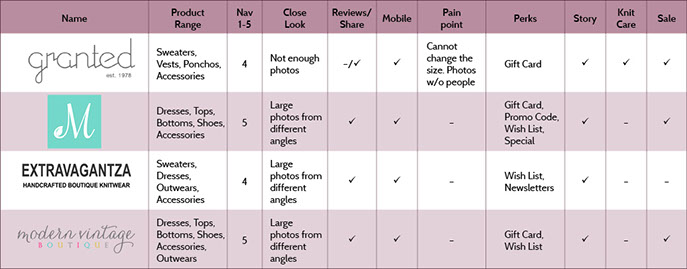 Name
Product Range
Nav 1-5
Close Look
Reviews/ Share
Mobile
Pain point
Perks
Story
Knit Care
Sale
granted
est. 1978
Sweaters,
Vests, Ponchos,
Accessories
4
Not enough
photos
–/✓
✓
Cannot
change the
size. Photos
w/o people
Gift Card
✓
✓
✓
M
Dresses, Tops,
Bottoms, Shoes,
Accessories
5
Large
photos from
different
angles
✓
✓
–
Gift Card,
Promo Code,
Wish List,
Special
✓
–
✓
EXTRAVAGANTZA
HANDCRAFTED BOUTIQUE KNITWEAR
Sweaters,
Dresses,
Outwears,
Accessories
4
Large
photos from
different
angles
✓
✓
–
Wish List,
Newsletters
✓
–
–
modern vintage
BOUTIQUE
Dresses, Tops,
Bottoms, Shoes,
Accessories,
Outwears
5
Large
photos from
different
angles
✓
✓
–
Gift Card,
Wish List
✓
–
✓